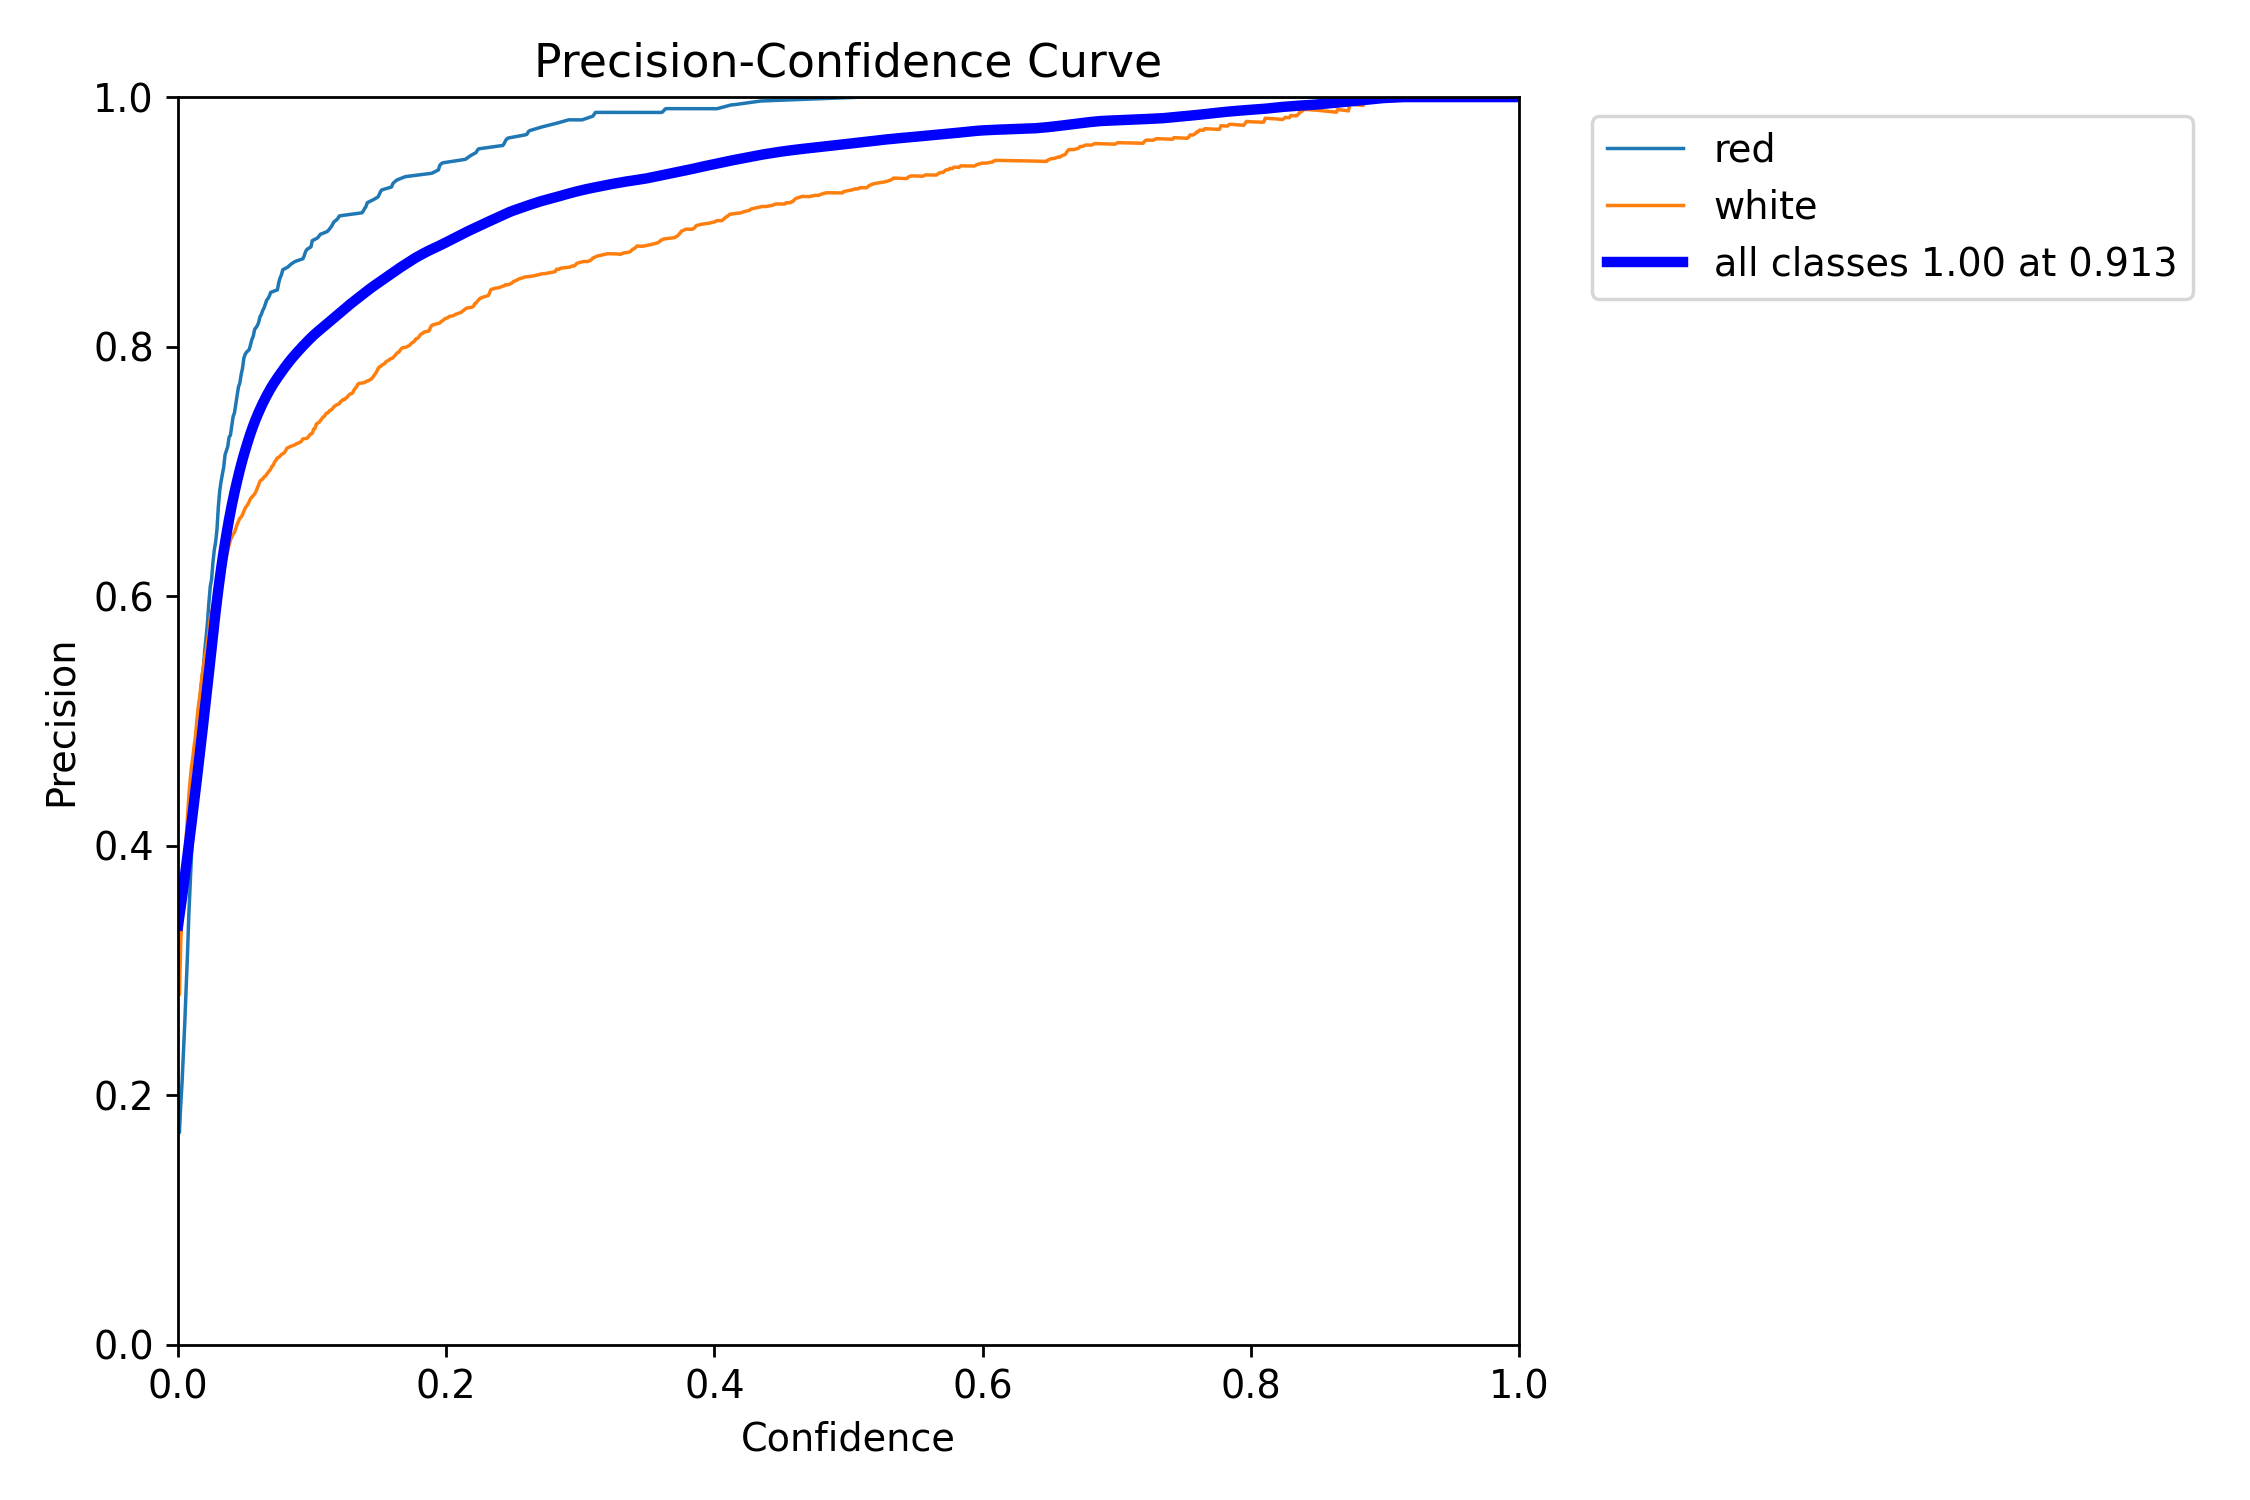 Precision-Confidence Curve
1.0
0.8
0.6
0.4
0.2
0.0
Precision
0.0 0.2 0.4 0.6 0.8 1.0
Confidence
red
white
all classes 1.00 at 0.913